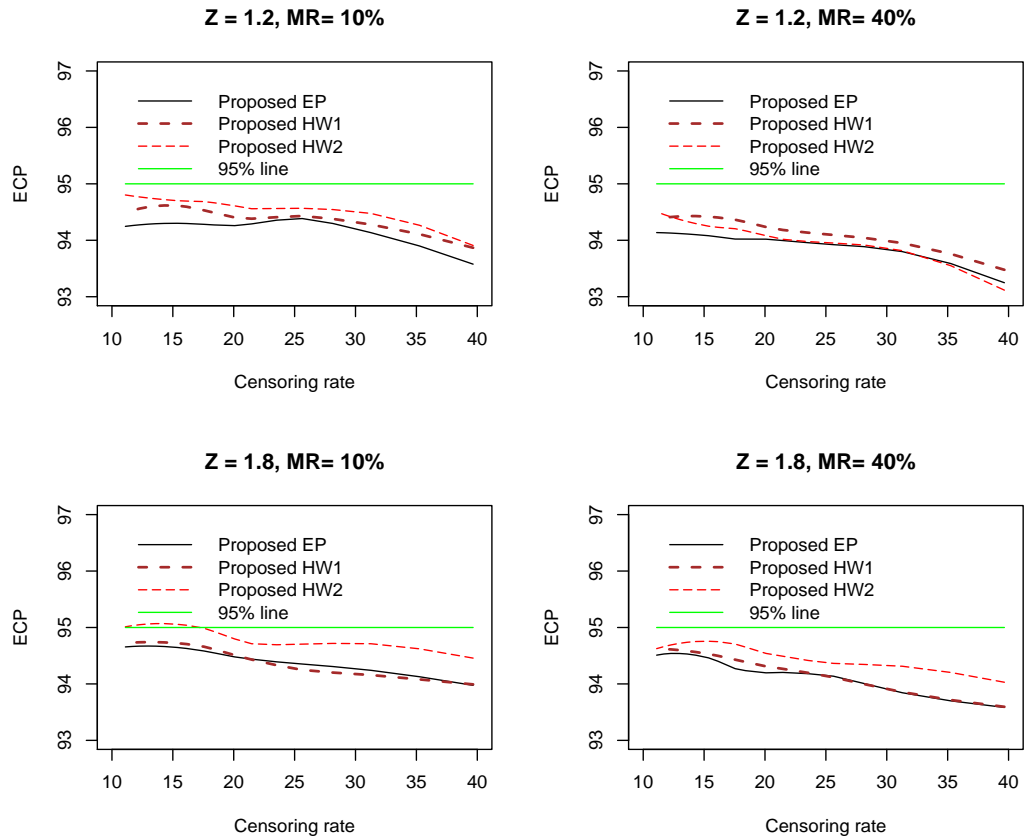 Z = 1.2, MR= 10%
97
96
95
94
93
ECP
Proposed EP
Proposed HW1
Proposed HW2
95% line
10 15 20 25 30 35 40
Censoring rate
Z = 1.2, MR= 40%
97
96
95
94
93
ECP
Proposed EP
Proposed HW1
Proposed HW2
95% line
10 15 20 25 30 35 40
Censoring rate
Z = 1.8, MR= 10%
97
96
95
94
93
ECP
Proposed EP
Proposed HW1
Proposed HW2
95% line
10 15 20 25 30 35 40
Censoring rate
Z = 1.8, MR= 40%
97
96
95
94
93
ECP
Proposed EP
Proposed HW1
Proposed HW2
95% line
10 15 20 25 30 35 40
Censoring rate